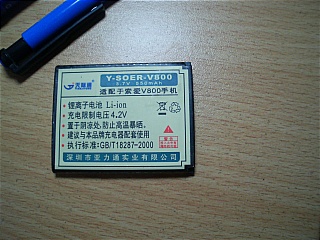 Y-SOER-V800
3.7V 850mAh
适配于索爱V800手机
锂离子电池 Li-ion
充电限制电压4.2V
置于阴凉处,防止高温暴晒
建议与本品牌充电器配套使用
执行标准:GB/T18287-2000
深圳市亚力通实业有限公司